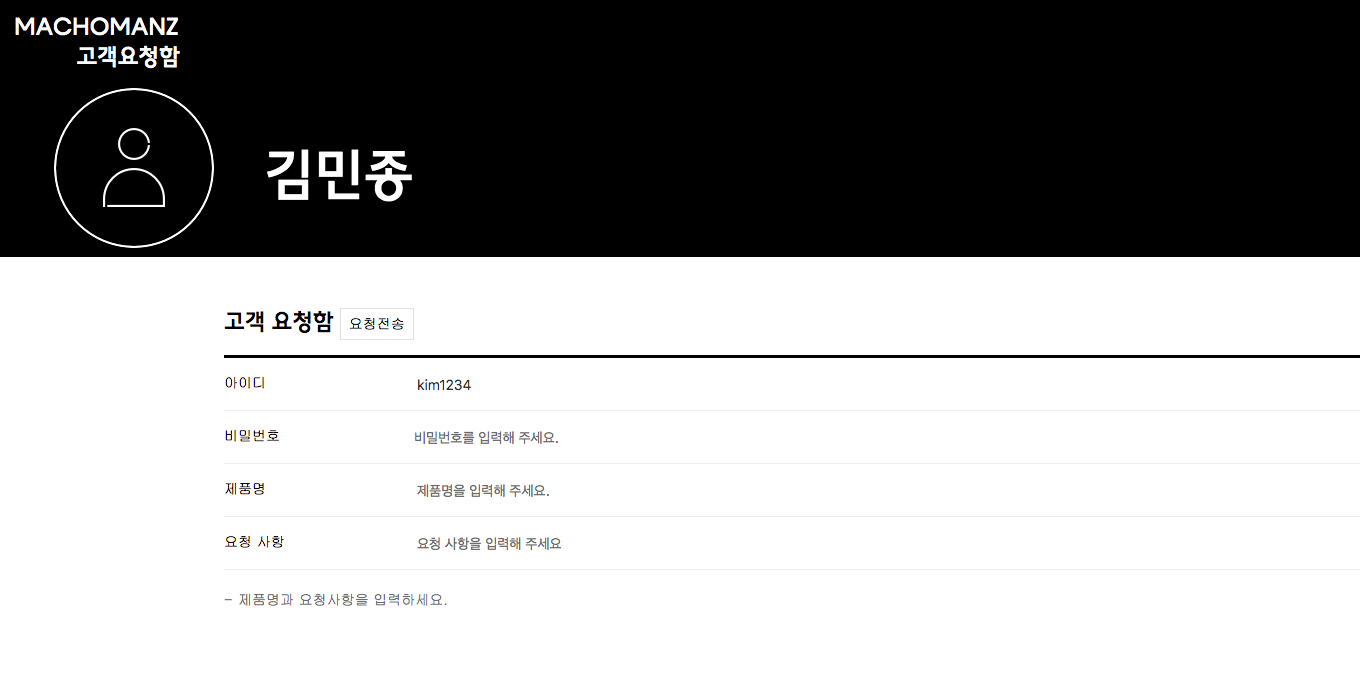 MACHOMANZ
고객요청함
김민종
고객 요청함 요청전송
아이디 kim1234
비밀번호 비밀번호를 입력해 주세요.
제품명 제품명을 입력해 주세요.
요청 사항 요청 사항을 입력해 주세요
– 제품명과 요청사항을 입력하세요.